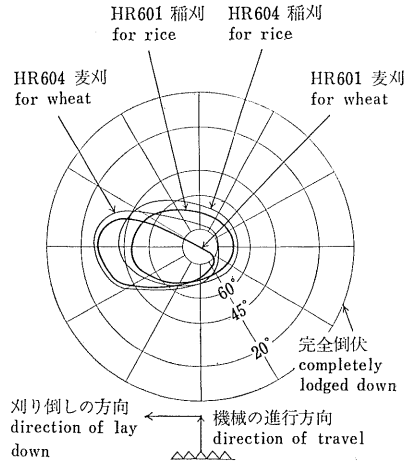 HR601 稲刈
for rice
HR604 稲刈
for rice
HR604 麦刈
for wheat
HR601 麦刈
for wheat
60°
45°
20°
完全倒伏
completely
lodged down
刈り倒しの方向
direction of lay
down
機械の進行方向
direction of travel